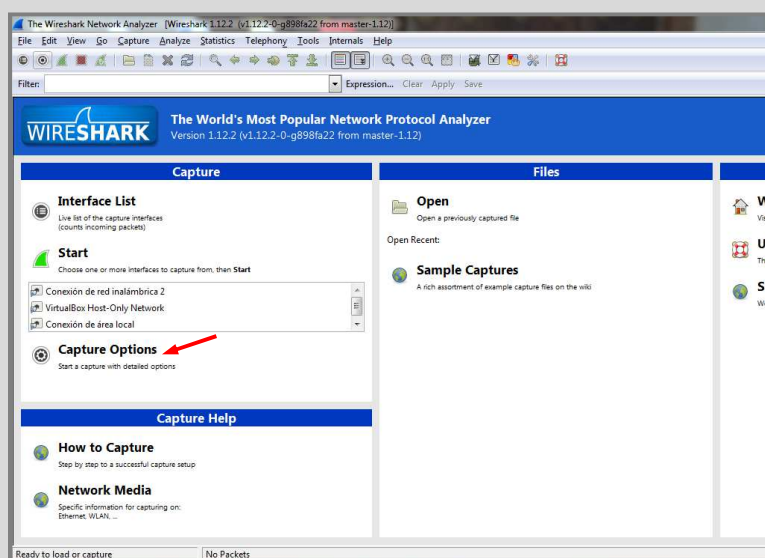 The Wireshark Network Analyzer [Wireshark 1.12.2 (v1.12.2-0-g898fa22 from master-1.12)]
File Edit View Go Capture Analyze Statistics Telephony Tools Internals Help
Filter: Expression... Clear Apply Save
WIRESHARK
The World's Most Popular Network Protocol Analyzer
Version 1.12.2 (v1.12.2-0-g898fa22 from master-1.12)
Capture
Interface List
Live list of the capture interfaces
(counts incoming packets)
Start
Choose one or more interfaces to capture from, then Start
Conexión de red inalámbrica 2
VirtualBox Host-Only Network
Conexión de área local
Capture Options
Start a capture with detailed options
Capture Help
How to Capture
Step by step to a successful capture setup
Network Media
Specific information for capturing on:
Ethernet, WLAN, ...
Files
Open
Open a previously captured file
Open Recent:
Sample Captures
A rich assortment of example capture files on the wiki
Ready to load or capture
No Packets